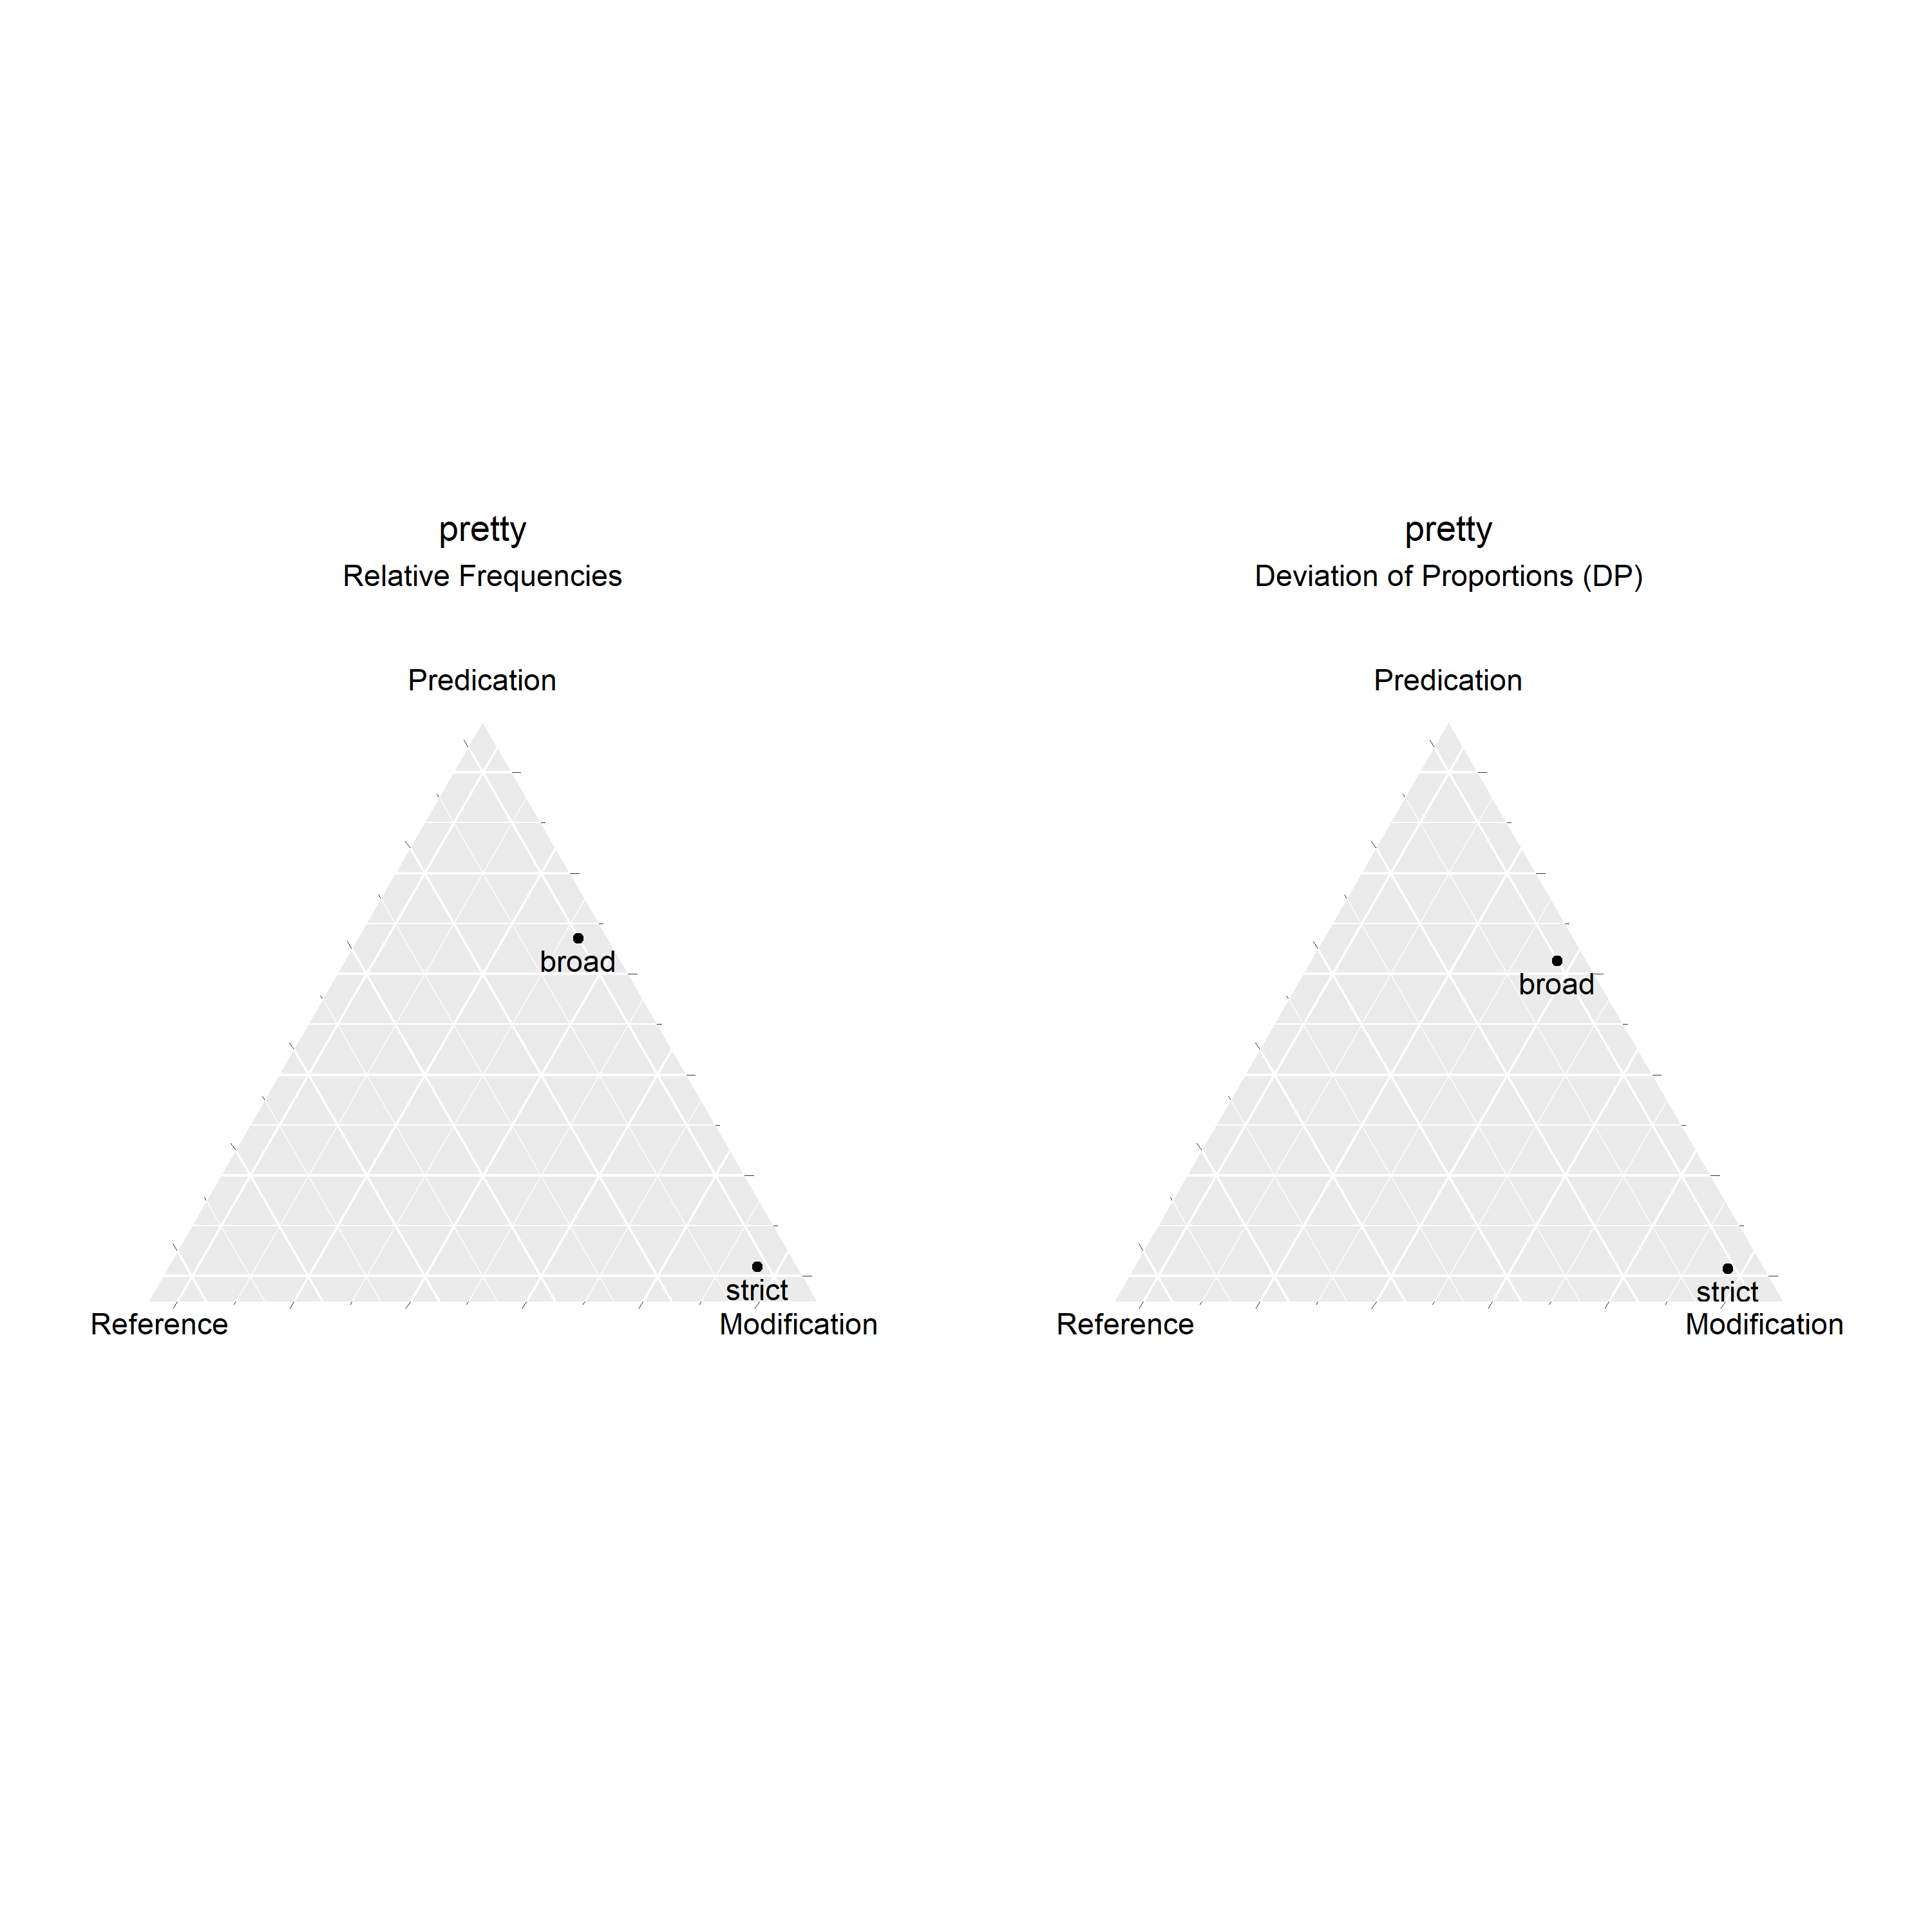 pretty
Relative Frequencies
Predication
broad
strict
Reference
Modification
pretty
Deviation of Proportions (DP)
Predication
broad
strict
Reference
Modification